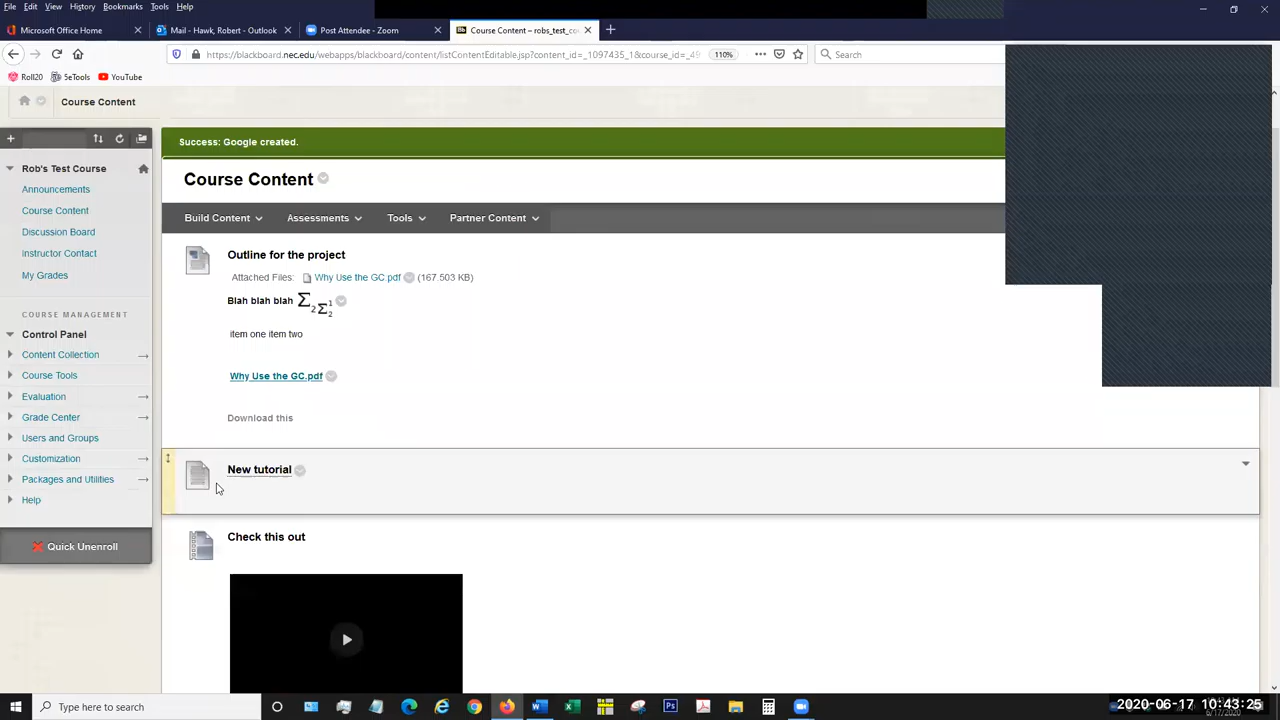 File Edit View History Bookmarks Tools Help
Microsoft Office Home
Mail - Hawk, Robert - Outlook
Post Attendee - Zoom
Bb Course Content – robs_test_co
https://blackboard.nec.edu/webapps/blackboard/content/listContentEditable.jsp?content_id=_1097435_1&course_id=_49
110%
Search
Roll20 5eTools YouTube
Course Content
Success: Google created.
Course Content
Build Content Assessments Tools Partner Content
Rob's Test Course
Announcements
Course Content
Discussion Board
Instructor Contact
My Grades
COURSE MANAGEMENT
Control Panel
Content Collection
Course Tools
Evaluation
Grade Center
Users and Groups
Customization
Packages and Utilities
Help
Quick Unenroll
Outline for the project
Attached Files: Why Use the GC.pdf (167.503 KB)
Blah blah blah Σ2Σ12
item one item two
Why Use the GC.pdf
Download this
New tutorial
Check this out
Type here to search
2020-06-17 10:43:25